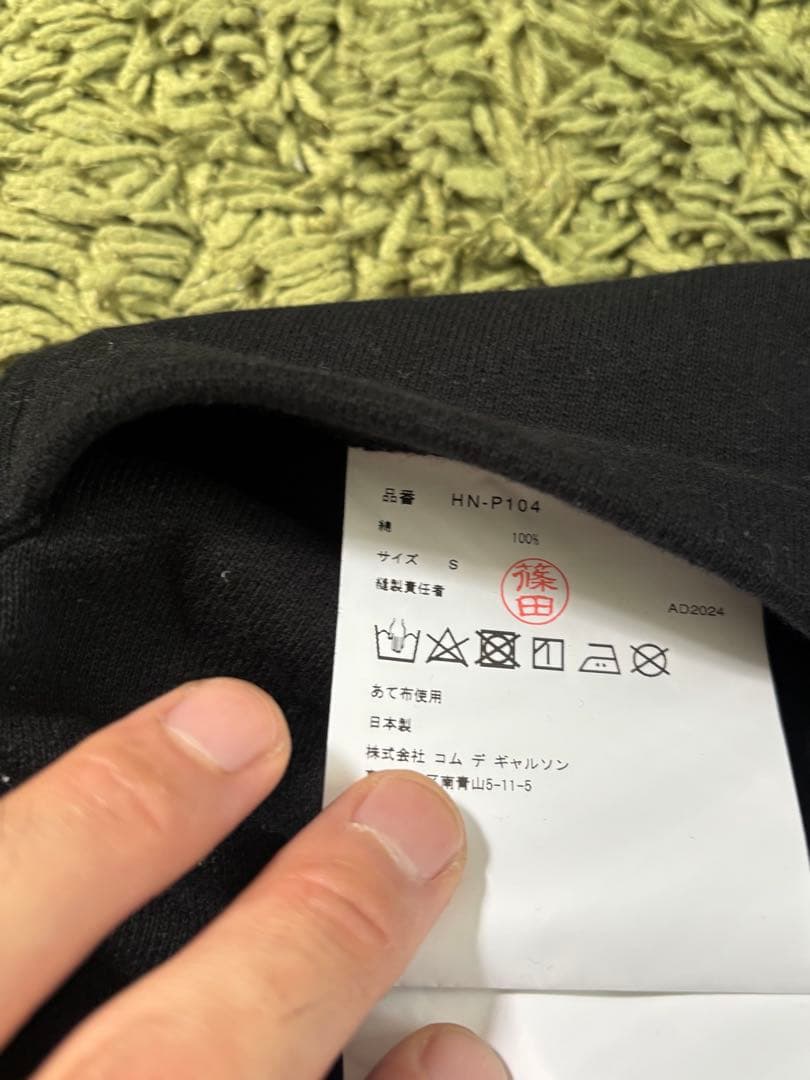 品番 HN-P104
綿 100%
サイズ S
縫製責任者 篠田 AD2024
あて布使用
日本製
株式会社 コム デ ギャルソン
南青山5-11-5